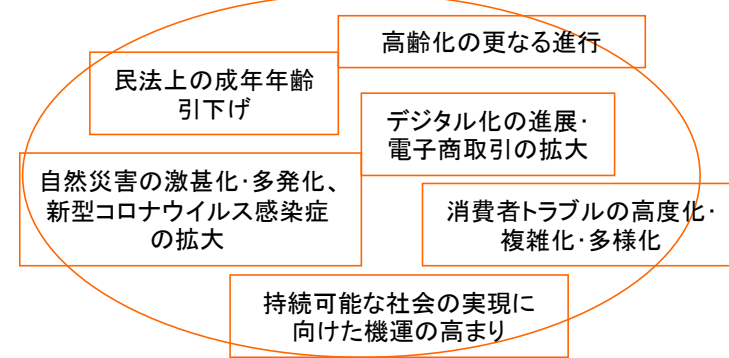 高齢化の更なる進行
民法上の成年年齢
引下げ
デジタル化の進展・
電子商取引の拡大
自然災害の激甚化・多発化、
新型コロナウイルス感染症
の拡大
消費者トラブルの高度化・
複雑化・多様化
持続可能な社会の実現に
向けた機運の高まり